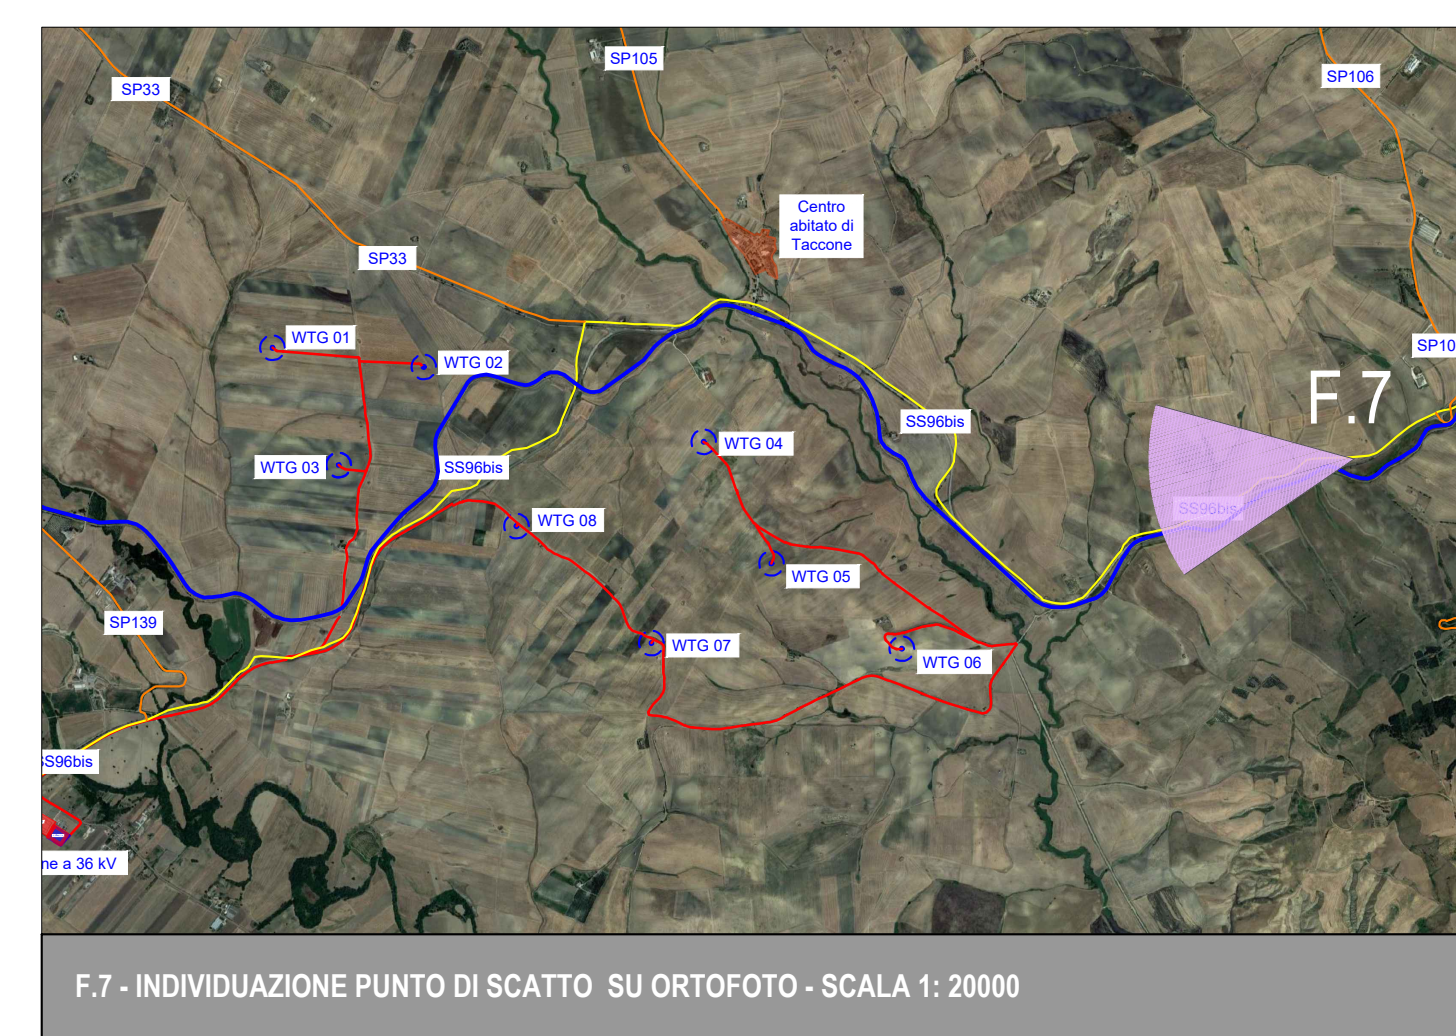 SP105
SP33
SP106
Centro
abitato di
Taccone
SP33
SP10
WTG 01
WTG 02
F.7
SS96bis
WTG 04
WTG 03
SS96bis
SS96bis
WTG 08
WTG 05
SP139
WTG 07
WTG 06
SS96bis
ne a 36 kV
F.7 - INDIVIDUAZIONE PUNTO DI SCATTO SU ORTOFOTO - SCALA 1: 20000